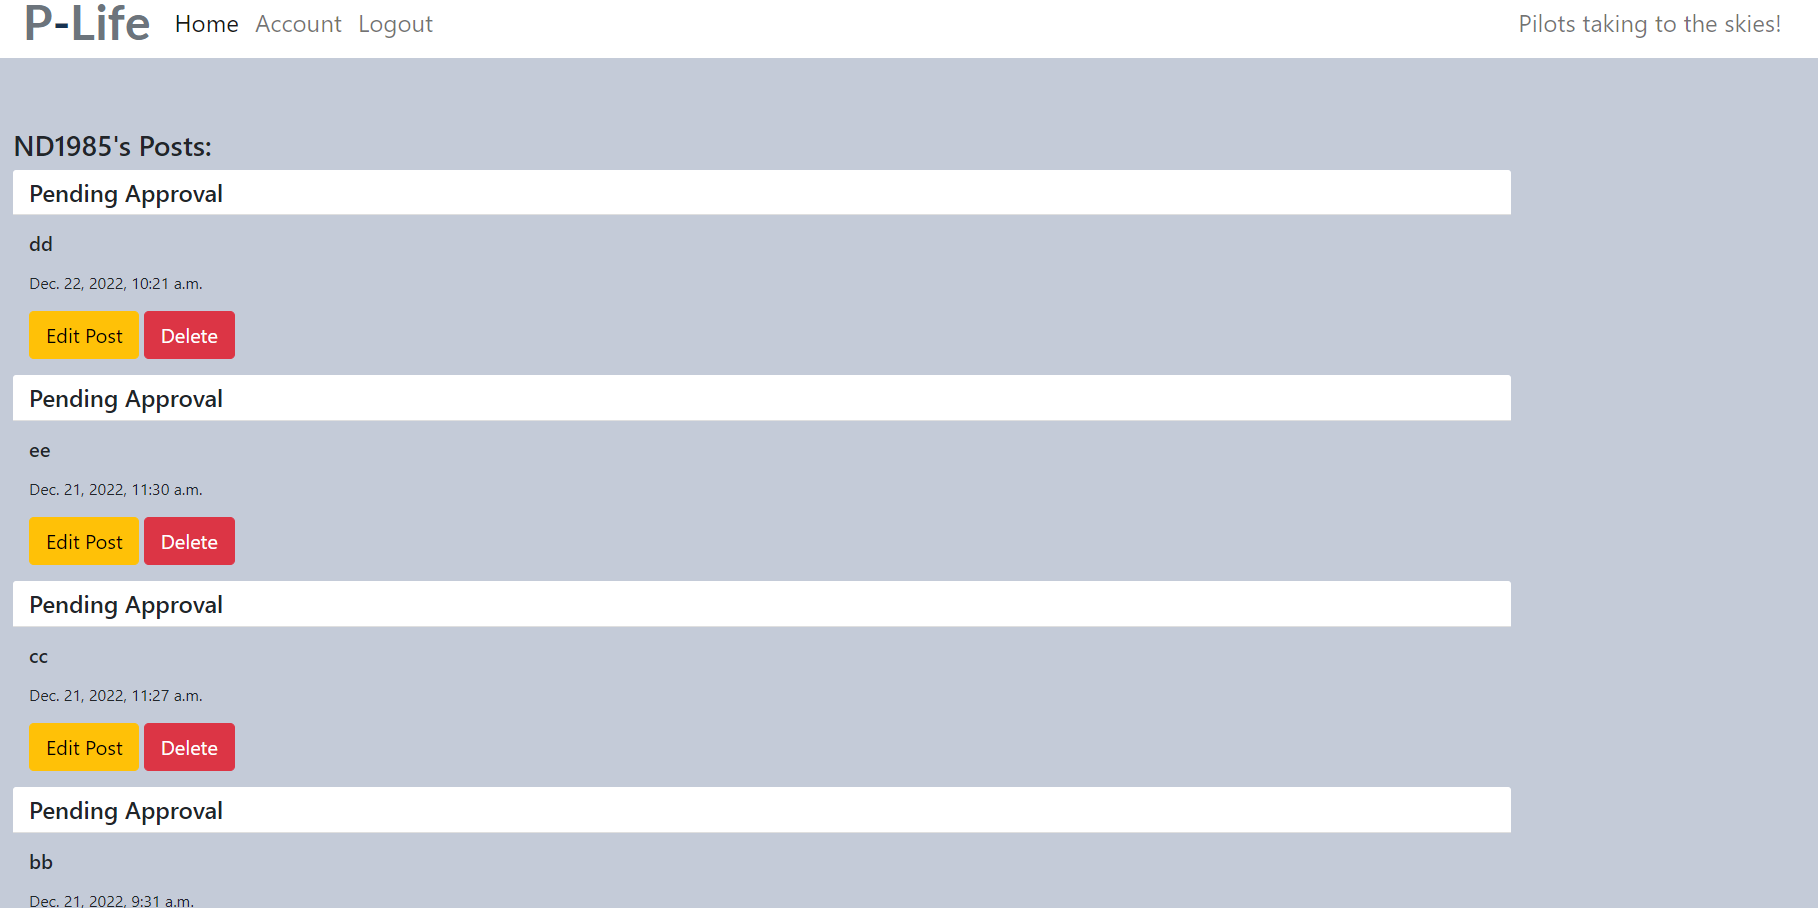 P-Life Home Account Logout Pilots taking to the skies!
ND1985's Posts:
Pending Approval
dd
Dec. 22, 2022, 10:21 a.m.
Edit Post Delete
Pending Approval
ee
Dec. 21, 2022, 11:30 a.m.
Edit Post Delete
Pending Approval
cc
Dec. 21, 2022, 11:27 a.m.
Edit Post Delete
Pending Approval
bb
Dec. 21, 2022, 9:31 a.m.